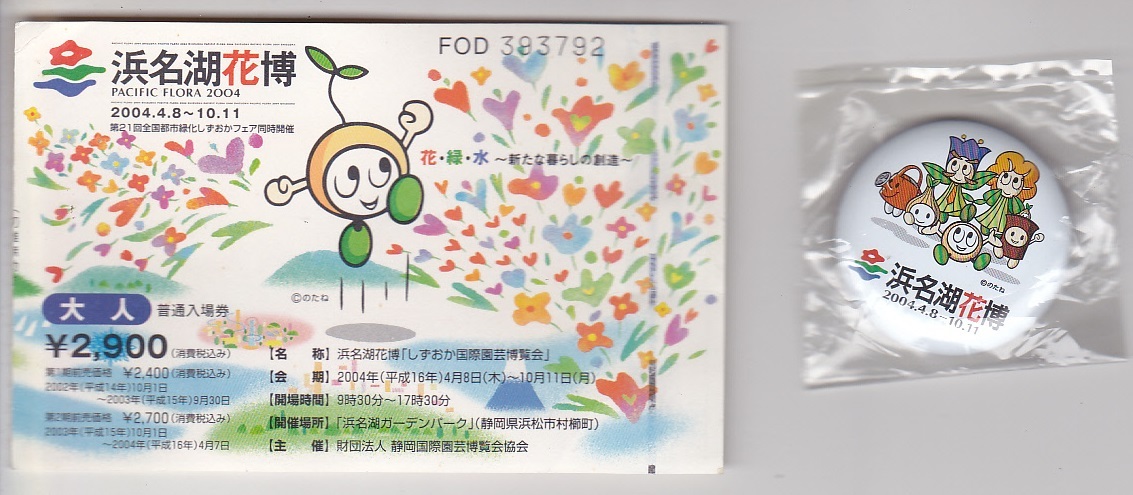 FOD 393792
浜名湖花博
PACIFIC FLORA 2004
2004.4.8～10.11
第21回全国都市緑化しずおかフェア同時開催
花・緑・水 ～新たな暮らしの創造～
©のたね
大人 普通入場券
¥2,900(消費税込み)
第1期前売価格 ¥2,400(消費税込み)
2002年(平成14年)10月1日
～2003年(平成15年)9月30日
第2期前売価格 ¥2,700(消費税込み)
2003年(平成15年)10月1日
～2004年(平成16年)4月7日
【名 称】浜名湖花博「しずおか国際園芸博覧会」
【会 期】2004年(平成16年)4月8日(木)～10月11日(月)
【開場時間】9時30分～17時30分
【開催場所】「浜名湖ガーデンパーク」(静岡県浜松市村櫛町)
【主 催】財団法人 静岡国際園芸博覧会協会
©のたね
浜名湖花博
2004.4.8～10.11